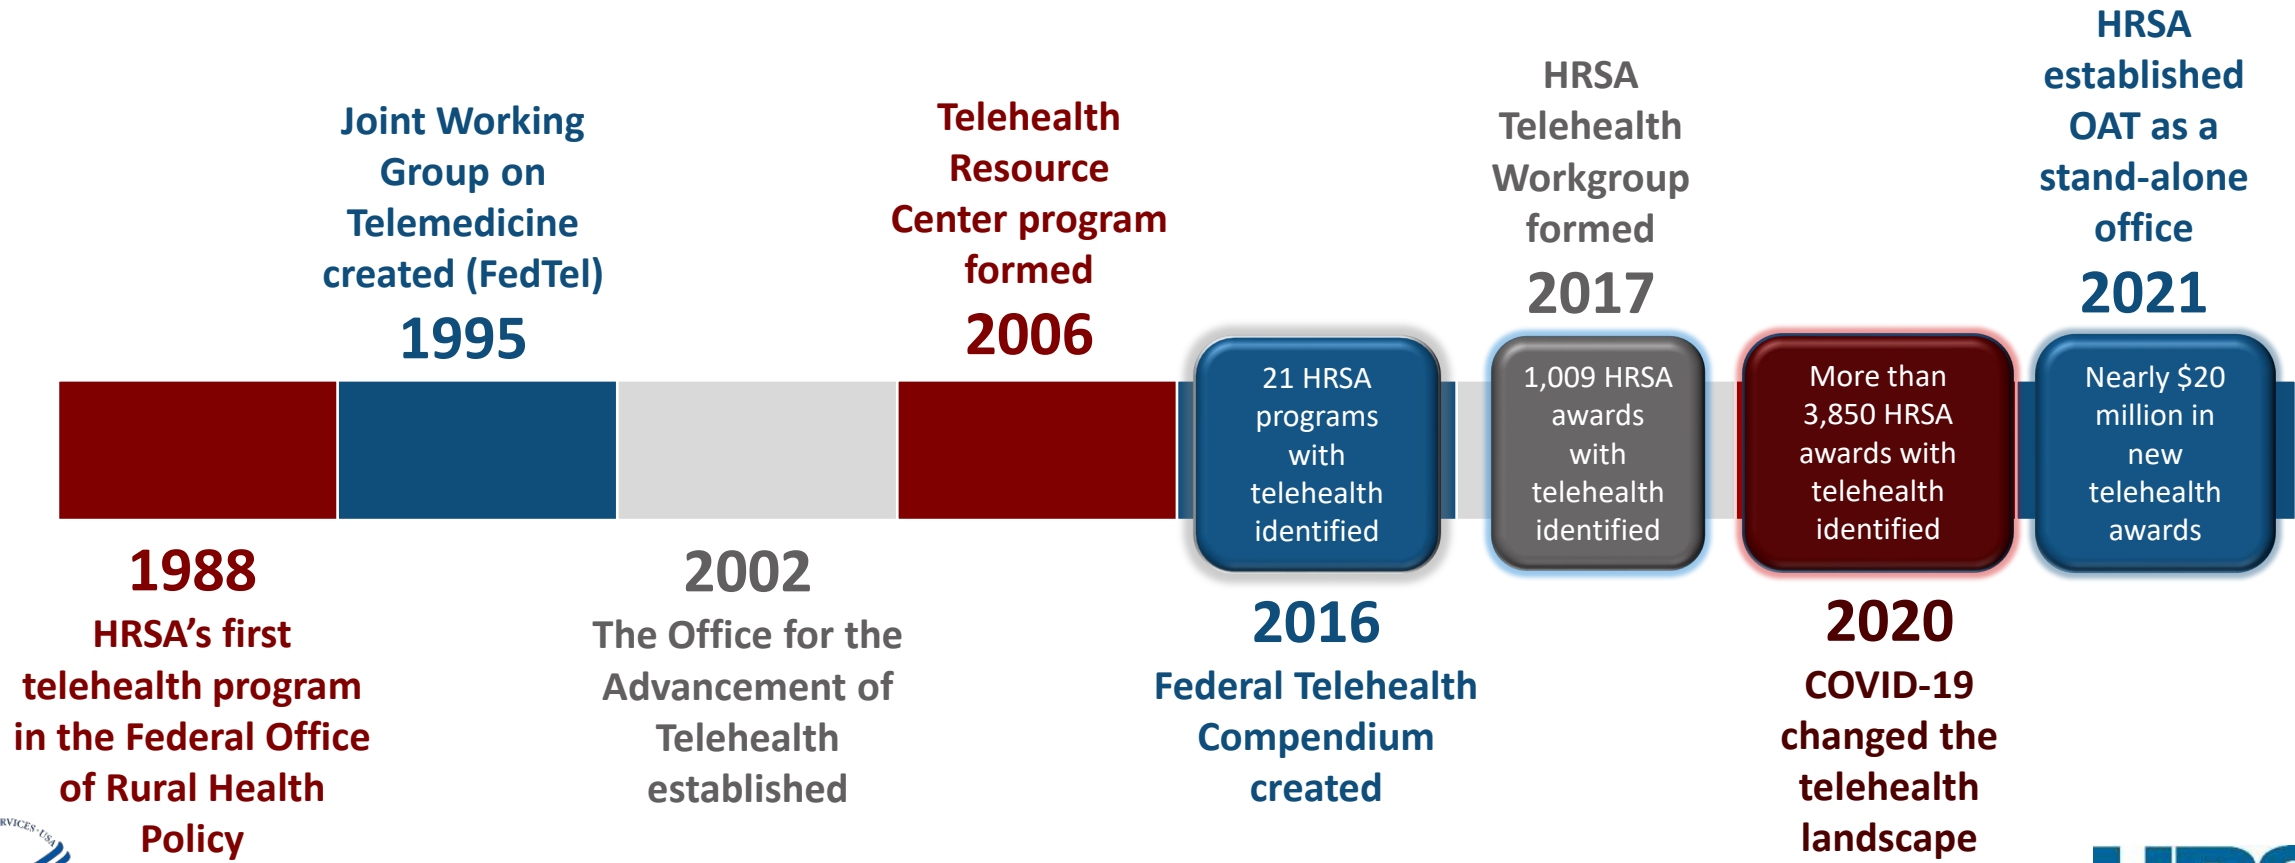 1988
HRSA’s first
telehealth program
in the Federal Office
of Rural Health
Policy
Joint Working
Group on
Telemedicine
created (FedTel)
1995
2002
The Office for the
Advancement of
Telehealth
established
Telehealth
Resource
Center program
formed
2006
21 HRSA
programs
with
telehealth
identified
2016
Federal Telehealth
Compendium
created
HRSA
Telehealth
Workgroup
formed
2017
1,009 HRSA
awards
with
telehealth
identified
More than
3,850 HRSA
awards with
telehealth
identified
2020
COVID-19
changed the
telehealth
landscape
HRSA
established
OAT as a
stand-alone
office
2021
Nearly $20
million in
new
telehealth
awards